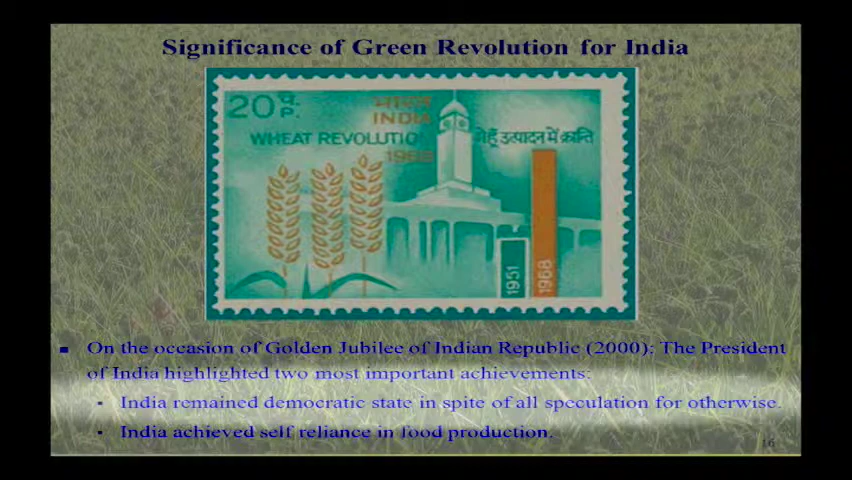 Significance of Green Revolution for India
20 प. P.
भारत
INDIA
WHEAT REVOLUTION
1968
गेहूँ उत्पादन में क्रान्ति
1951
1968
On the occasion of Golden Jubilee of Indian Republic (2000); The President
of India highlighted two most important achievements:
India remained democratic state in spite of all speculation for otherwise.
India achieved self reliance in food production.
16